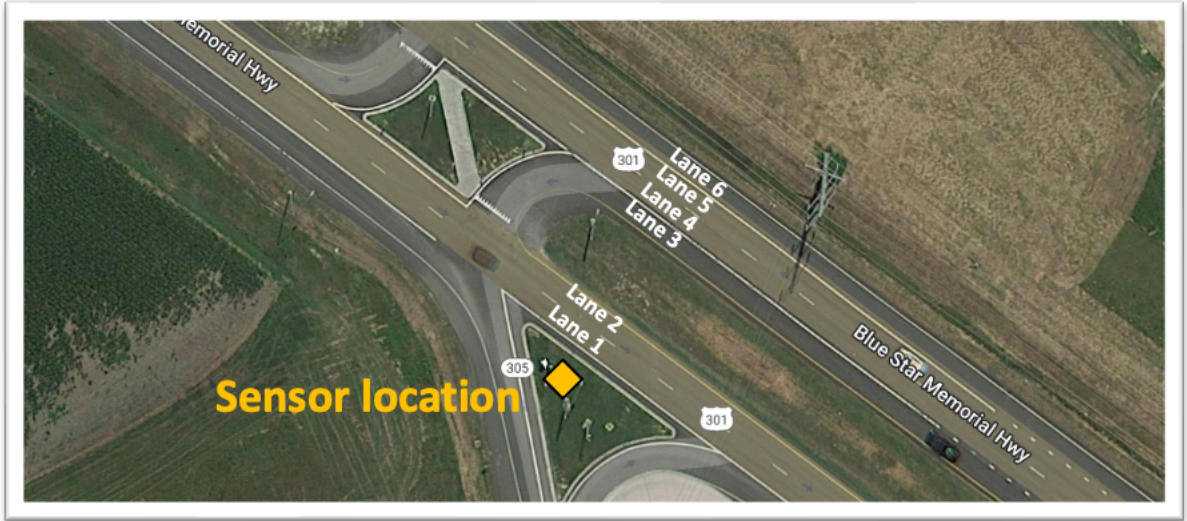 Memorial Hwy
301
Lane 6
Lane 5
Lane 4
Lane 3
Lane 2
Lane 1
Blue Star Memorial Hwy
305
Sensor location
301